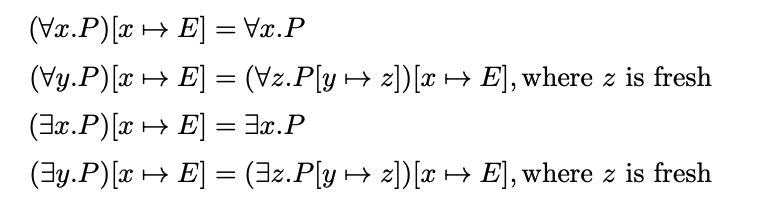 (∀x.P)[x ↦ E] = ∀x.P
(∀y.P)[x ↦ E] = (∀z.P[y ↦ z])[x ↦ E], where z is fresh
(∃x.P)[x ↦ E] = ∃x.P
(∃y.P)[x ↦ E] = (∃z.P[y ↦ z])[x ↦ E], where z is fresh